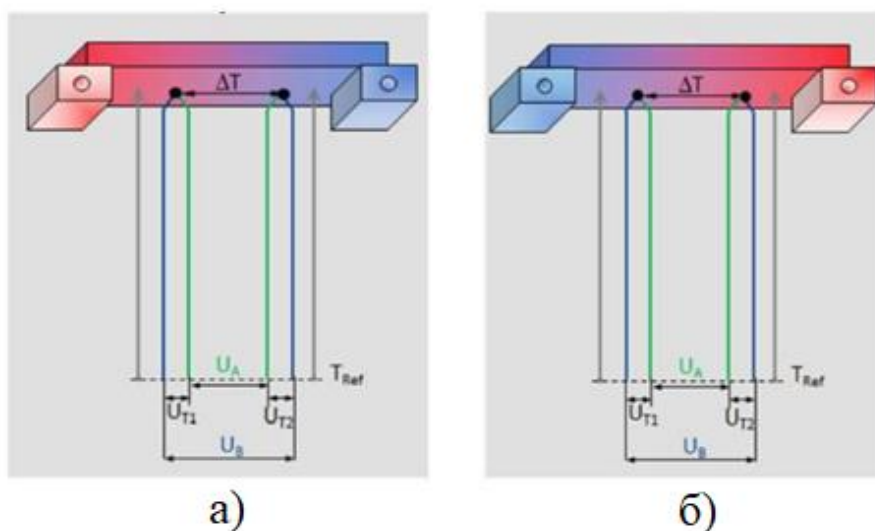 ΔT
U_A
T_Ref
U_T1
U_T2
U_B
а)
ΔT
U_A
T_Ref
U_T1
U_T2
U_B
б)